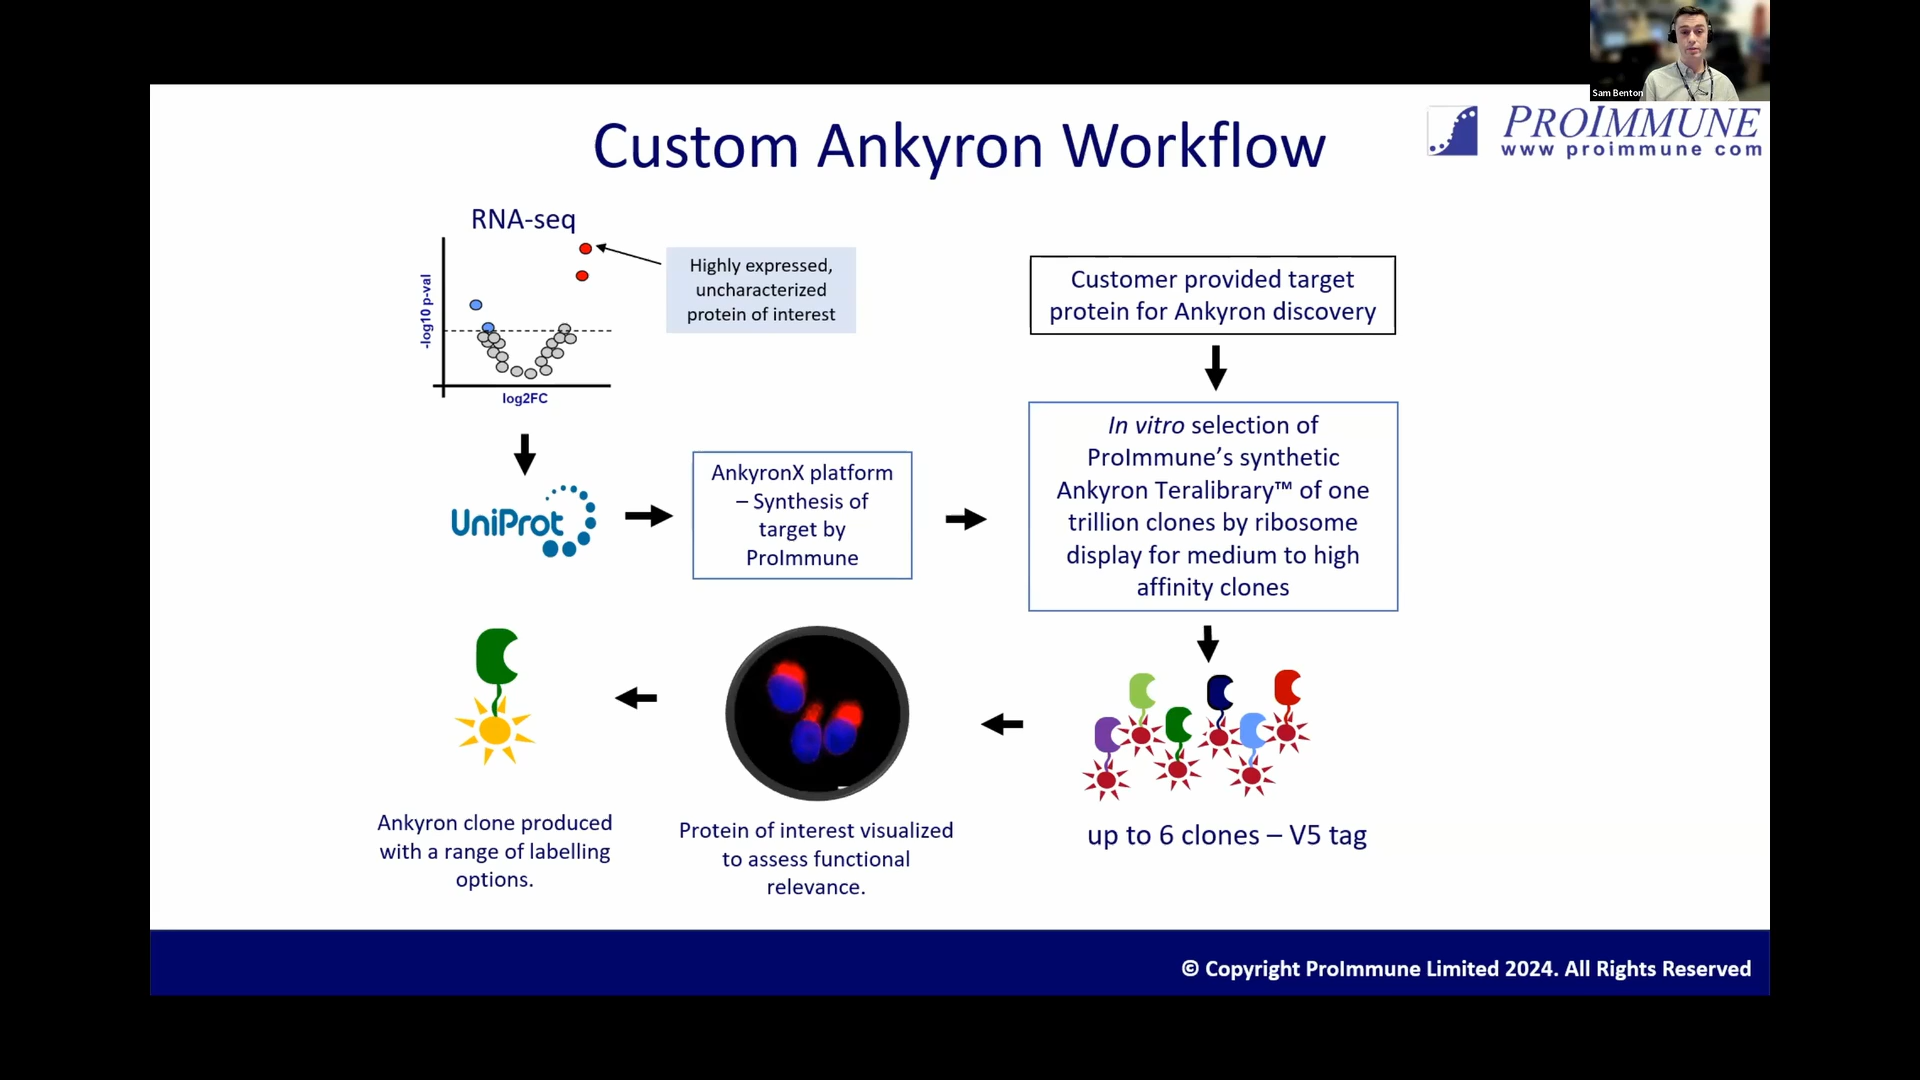 Sam Benton
PROIMMUNE
www proimmune com
Custom Ankyron Workflow
RNA-seq
-log10 p-val
log2FC
Highly expressed,
uncharacterized
protein of interest
Customer provided target
protein for Ankyron discovery
UniProt
AnkyronX platform
– Synthesis of
target by
ProImmune
In vitro selection of
ProImmune’s synthetic
Ankyron Teralibrary™ of one
trillion clones by ribosome
display for medium to high
affinity clones
Ankyron clone produced
with a range of labelling
options.
Protein of interest visualized
to assess functional
relevance.
up to 6 clones – V5 tag
© Copyright ProImmune Limited 2024. All Rights Reserved